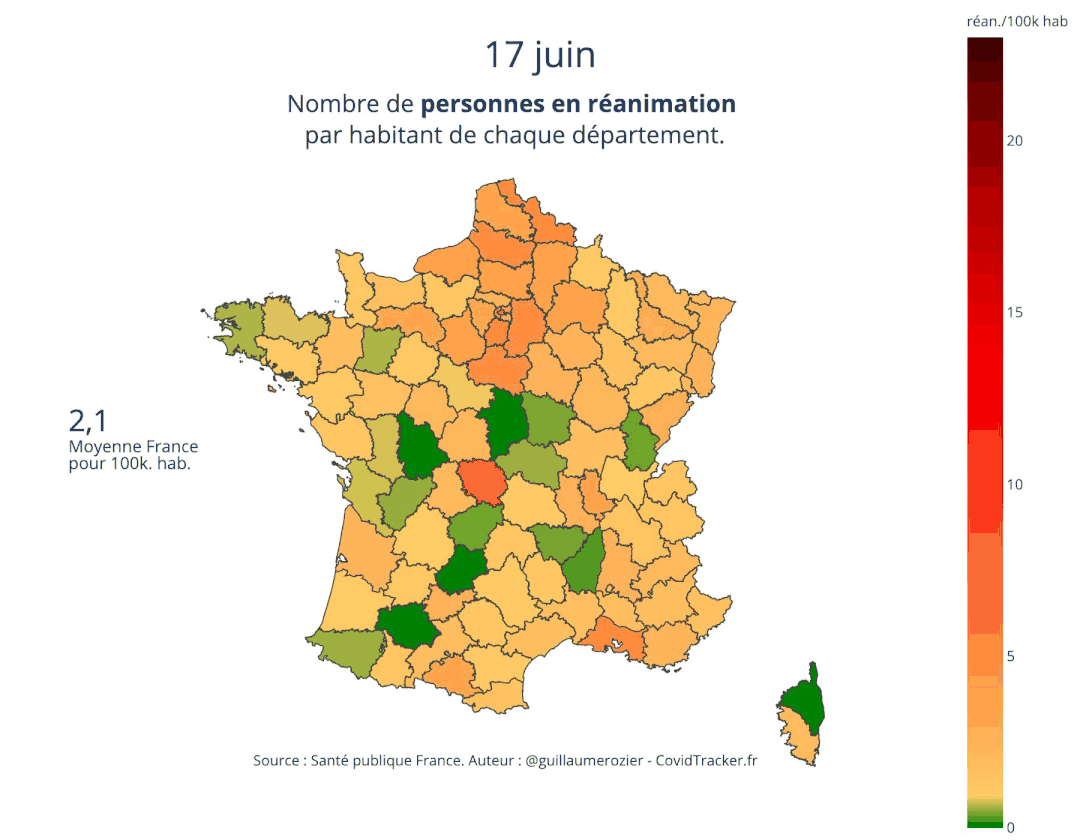 réan./100k hab
17 juin
Nombre de personnes en réanimation
par habitant de chaque département.
20
15
10
5
0
2,1
Moyenne France
pour 100k. hab.
Source : Santé publique France. Auteur : @guillaumerozier - CovidTracker.fr